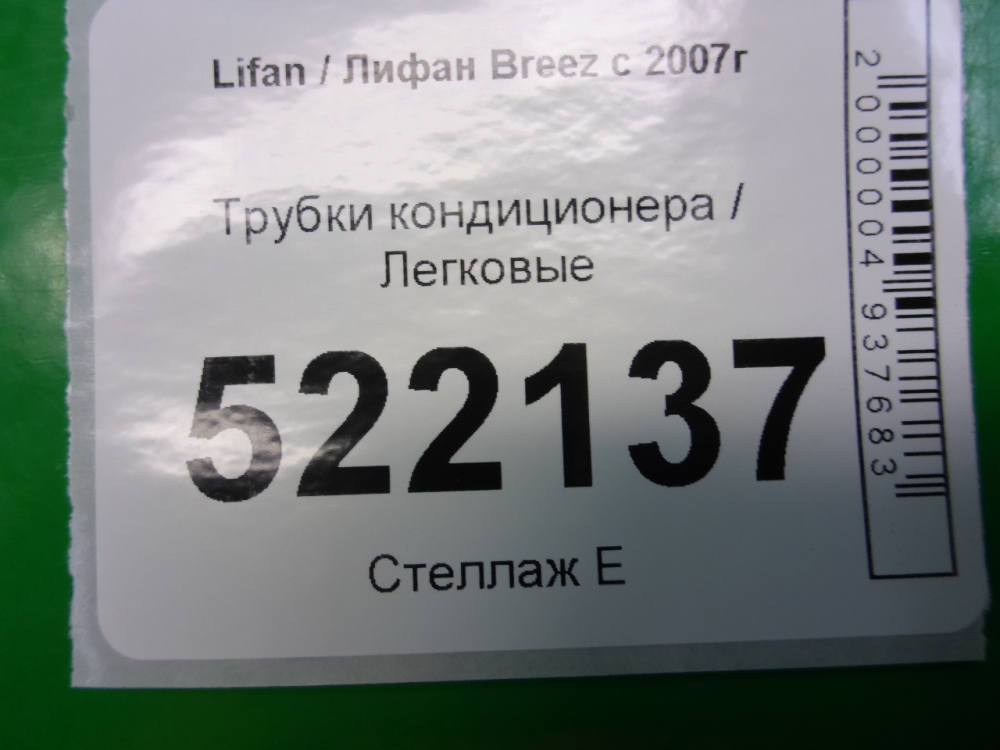 Lifan / Лифан Breez с 2007г
Трубки кондиционера /
Легковые
522137
Стеллаж Е
2000004937683